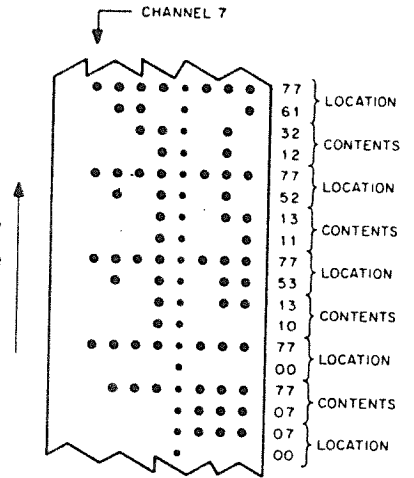 CHANNEL 7
77
61
LOCATION
32
12
CONTENTS
77
52
LOCATION
13
11
CONTENTS
77
53
LOCATION
13
10
CONTENTS
77
00
LOCATION
77
07
CONTENTS
07
00
LOCATION